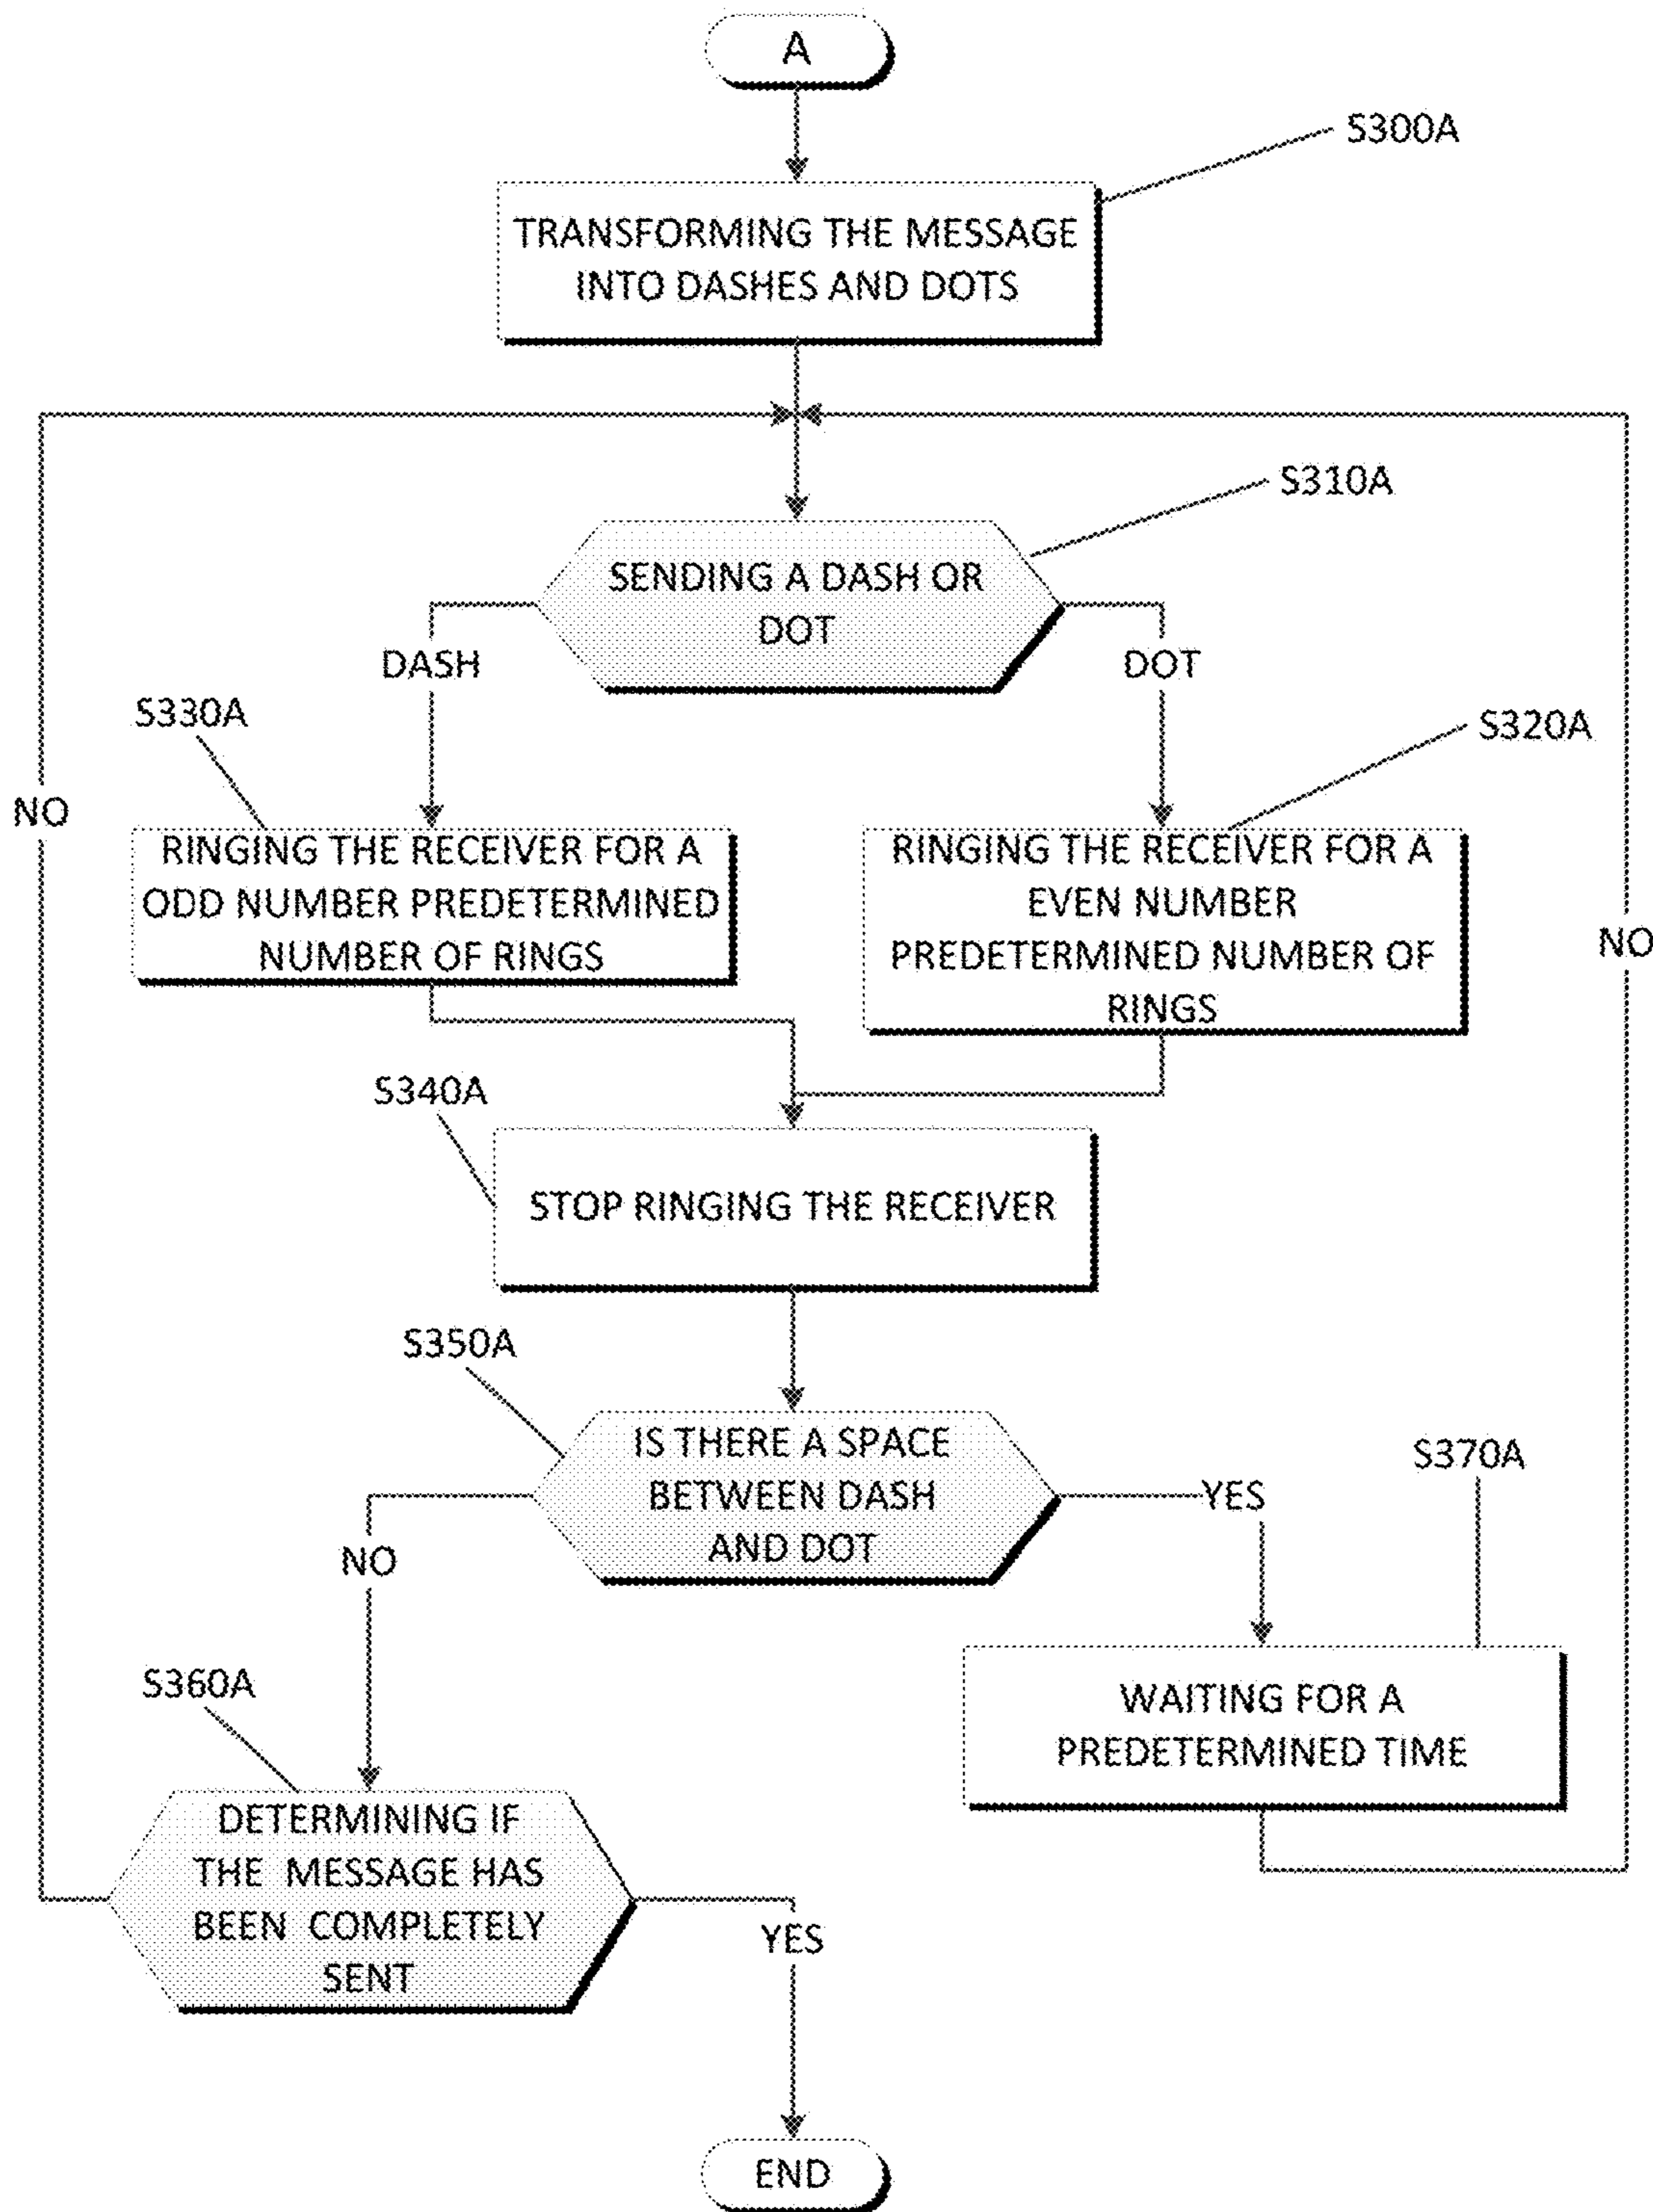 A
S300A
TRANSFORMING THE MESSAGE
INTO DASHES AND DOTS
S310A
SENDING A DASH OR
DOT
DASH
DOT
S330A
S320A
NO
RINGING THE RECEIVER FOR A
ODD NUMBER PREDETERMINED
NUMBER OF RINGS
RINGING THE RECEIVER FOR A
EVEN NUMBER
PREDETERMINED NUMBER OF
RINGS
NO
S340A
STOP RINGING THE RECEIVER
S350A
IS THERE A SPACE
BETWEEN DASH
AND DOT
S370A
YES
NO
S360A
WAITING FOR A
PREDETERMINED TIME
DETERMINING IF
THE MESSAGE HAS
BEEN COMPLETELY
SENT
YES
END